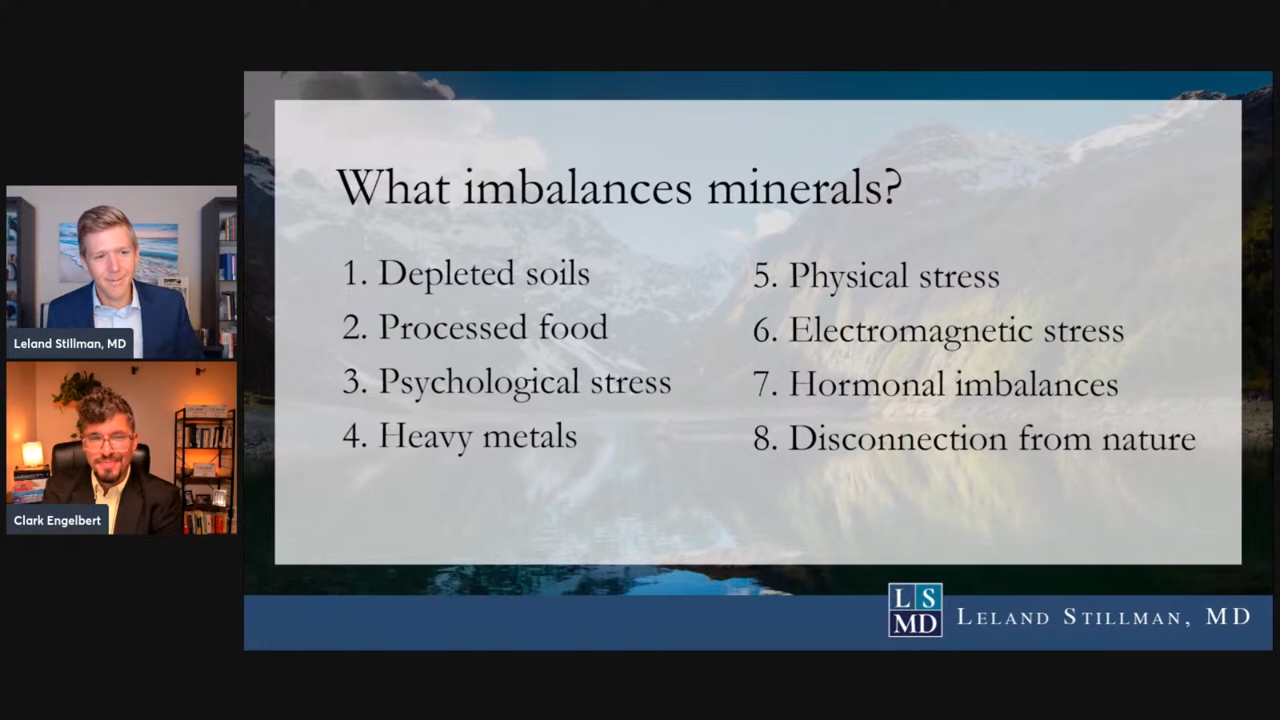 What imbalances minerals?
1. Depleted soils
2. Processed food
3. Psychological stress
4. Heavy metals
5. Physical stress
6. Electromagnetic stress
7. Hormonal imbalances
8. Disconnection from nature
Leland Stillman, MD
Clark Engelbert
L S
MD
LELAND STILLMAN, MD